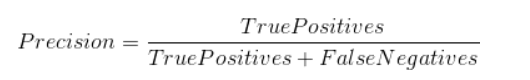 Precision = TruePositives / TruePositives + FalseNegatives